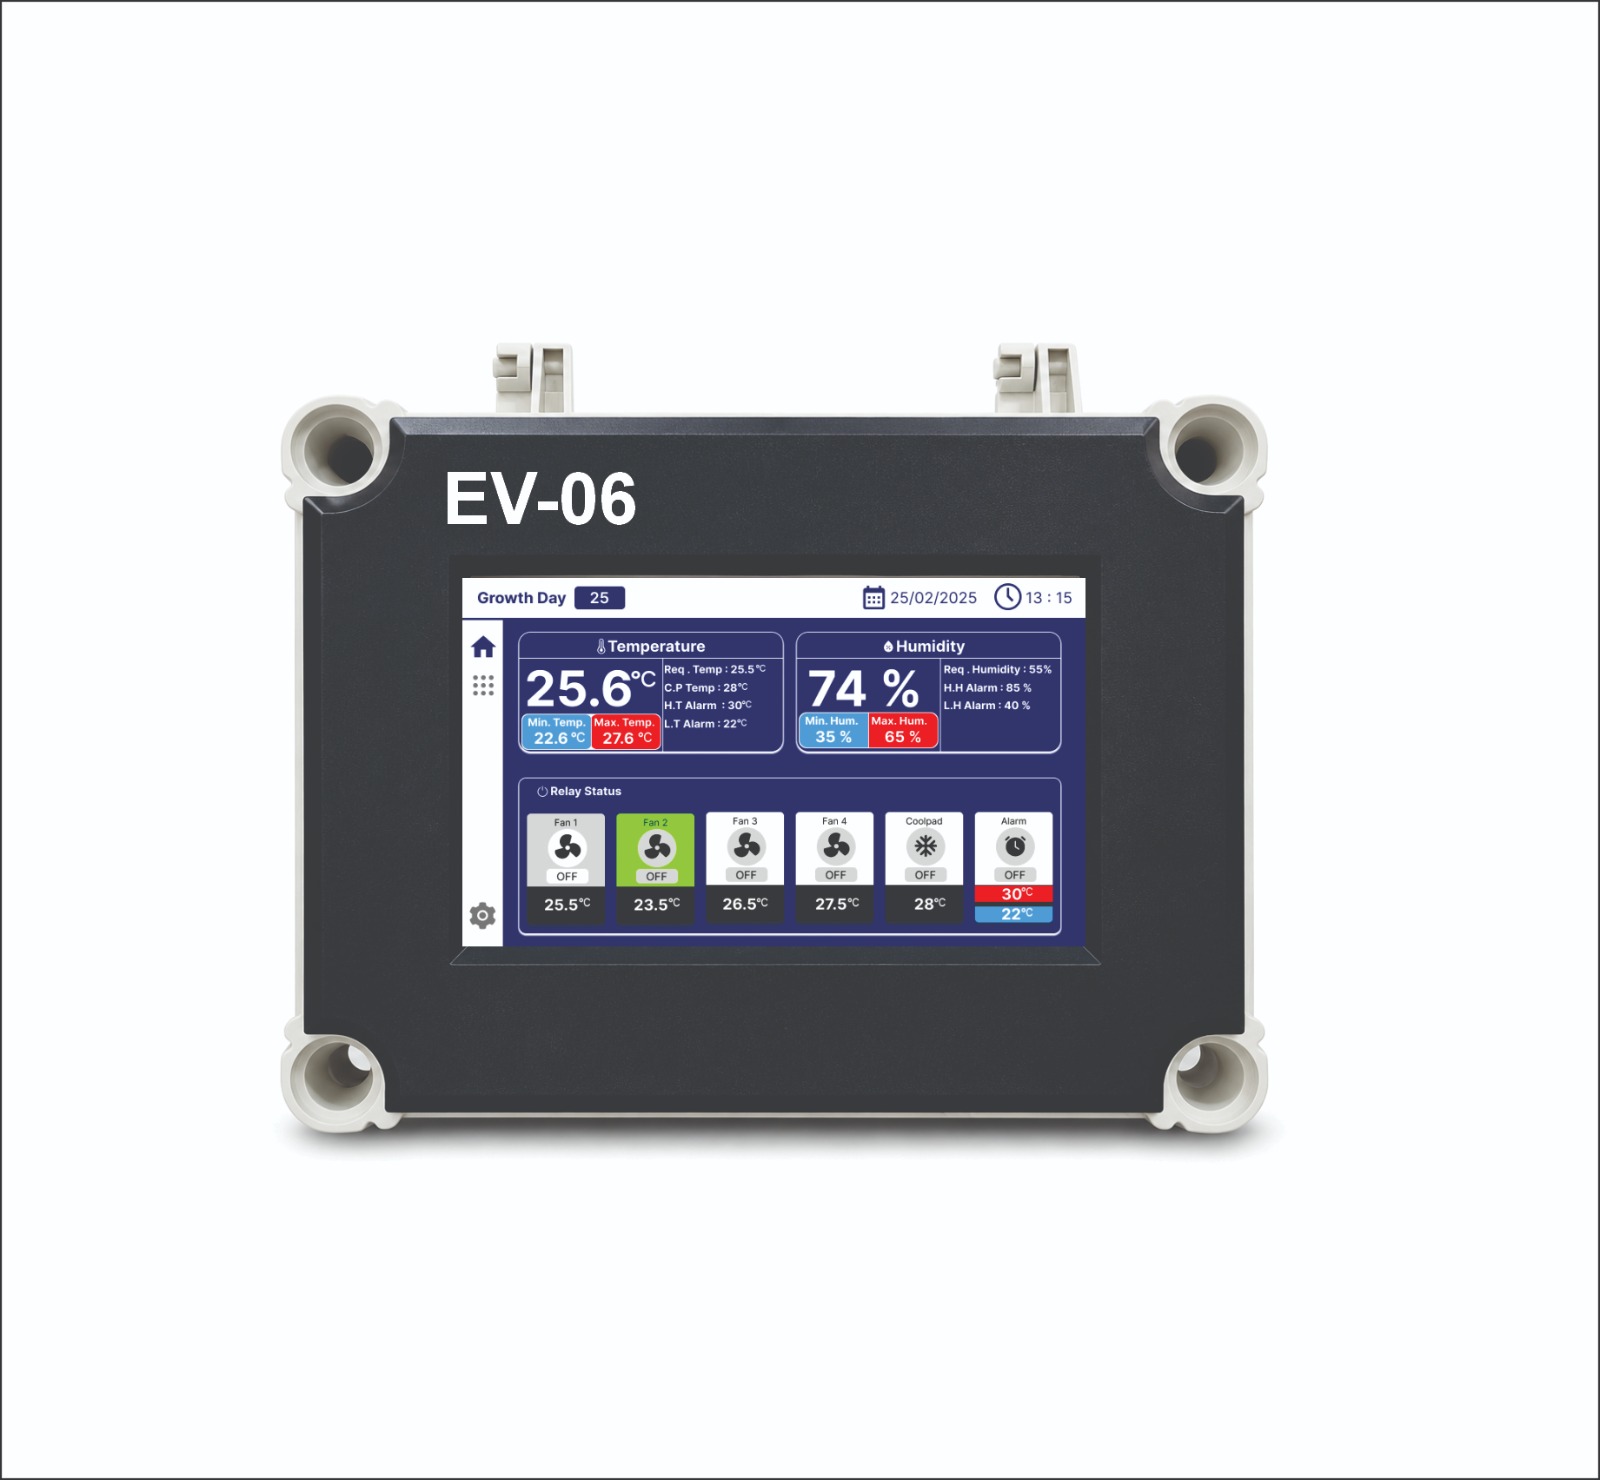 EV-06
Growth Day 25 25/02/2025 13 : 15
Temperature
25.6°C
Req . Temp : 25.5°C
C.P Temp : 28°C
H.T Alarm : 30°C
L.T Alarm : 22°C
Min. Temp. Max. Temp.
22.6 °C 27.6 °C
Humidity
74 %
Req . Humidity : 55%
H.H Alarm : 85 %
L.H Alarm : 40 %
Min. Hum. Max. Hum.
35 % 65 %
Relay Status
Fan 1 Fan 2 Fan 3 Fan 4 Coolpad Alarm
OFF OFF OFF OFF OFF OFF
25.5°C 23.5°C 26.5°C 27.5°C 28°C 30°C
22°C